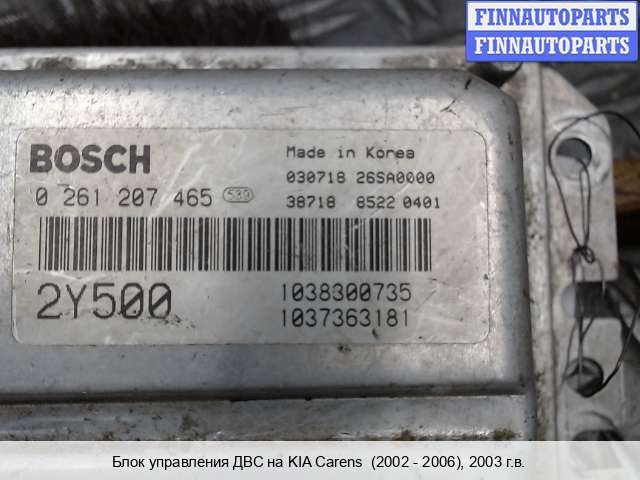 FINNAUTOPARTS
FINNAUTOPARTS
BOSCH
Made in Korea
0 261 207 465 589
030718 26SA0000
38718 8522 0401
2Y500
1038300735
1037363181
Блок управления ДВС на KIA Carens (2002 - 2006), 2003 г.в.